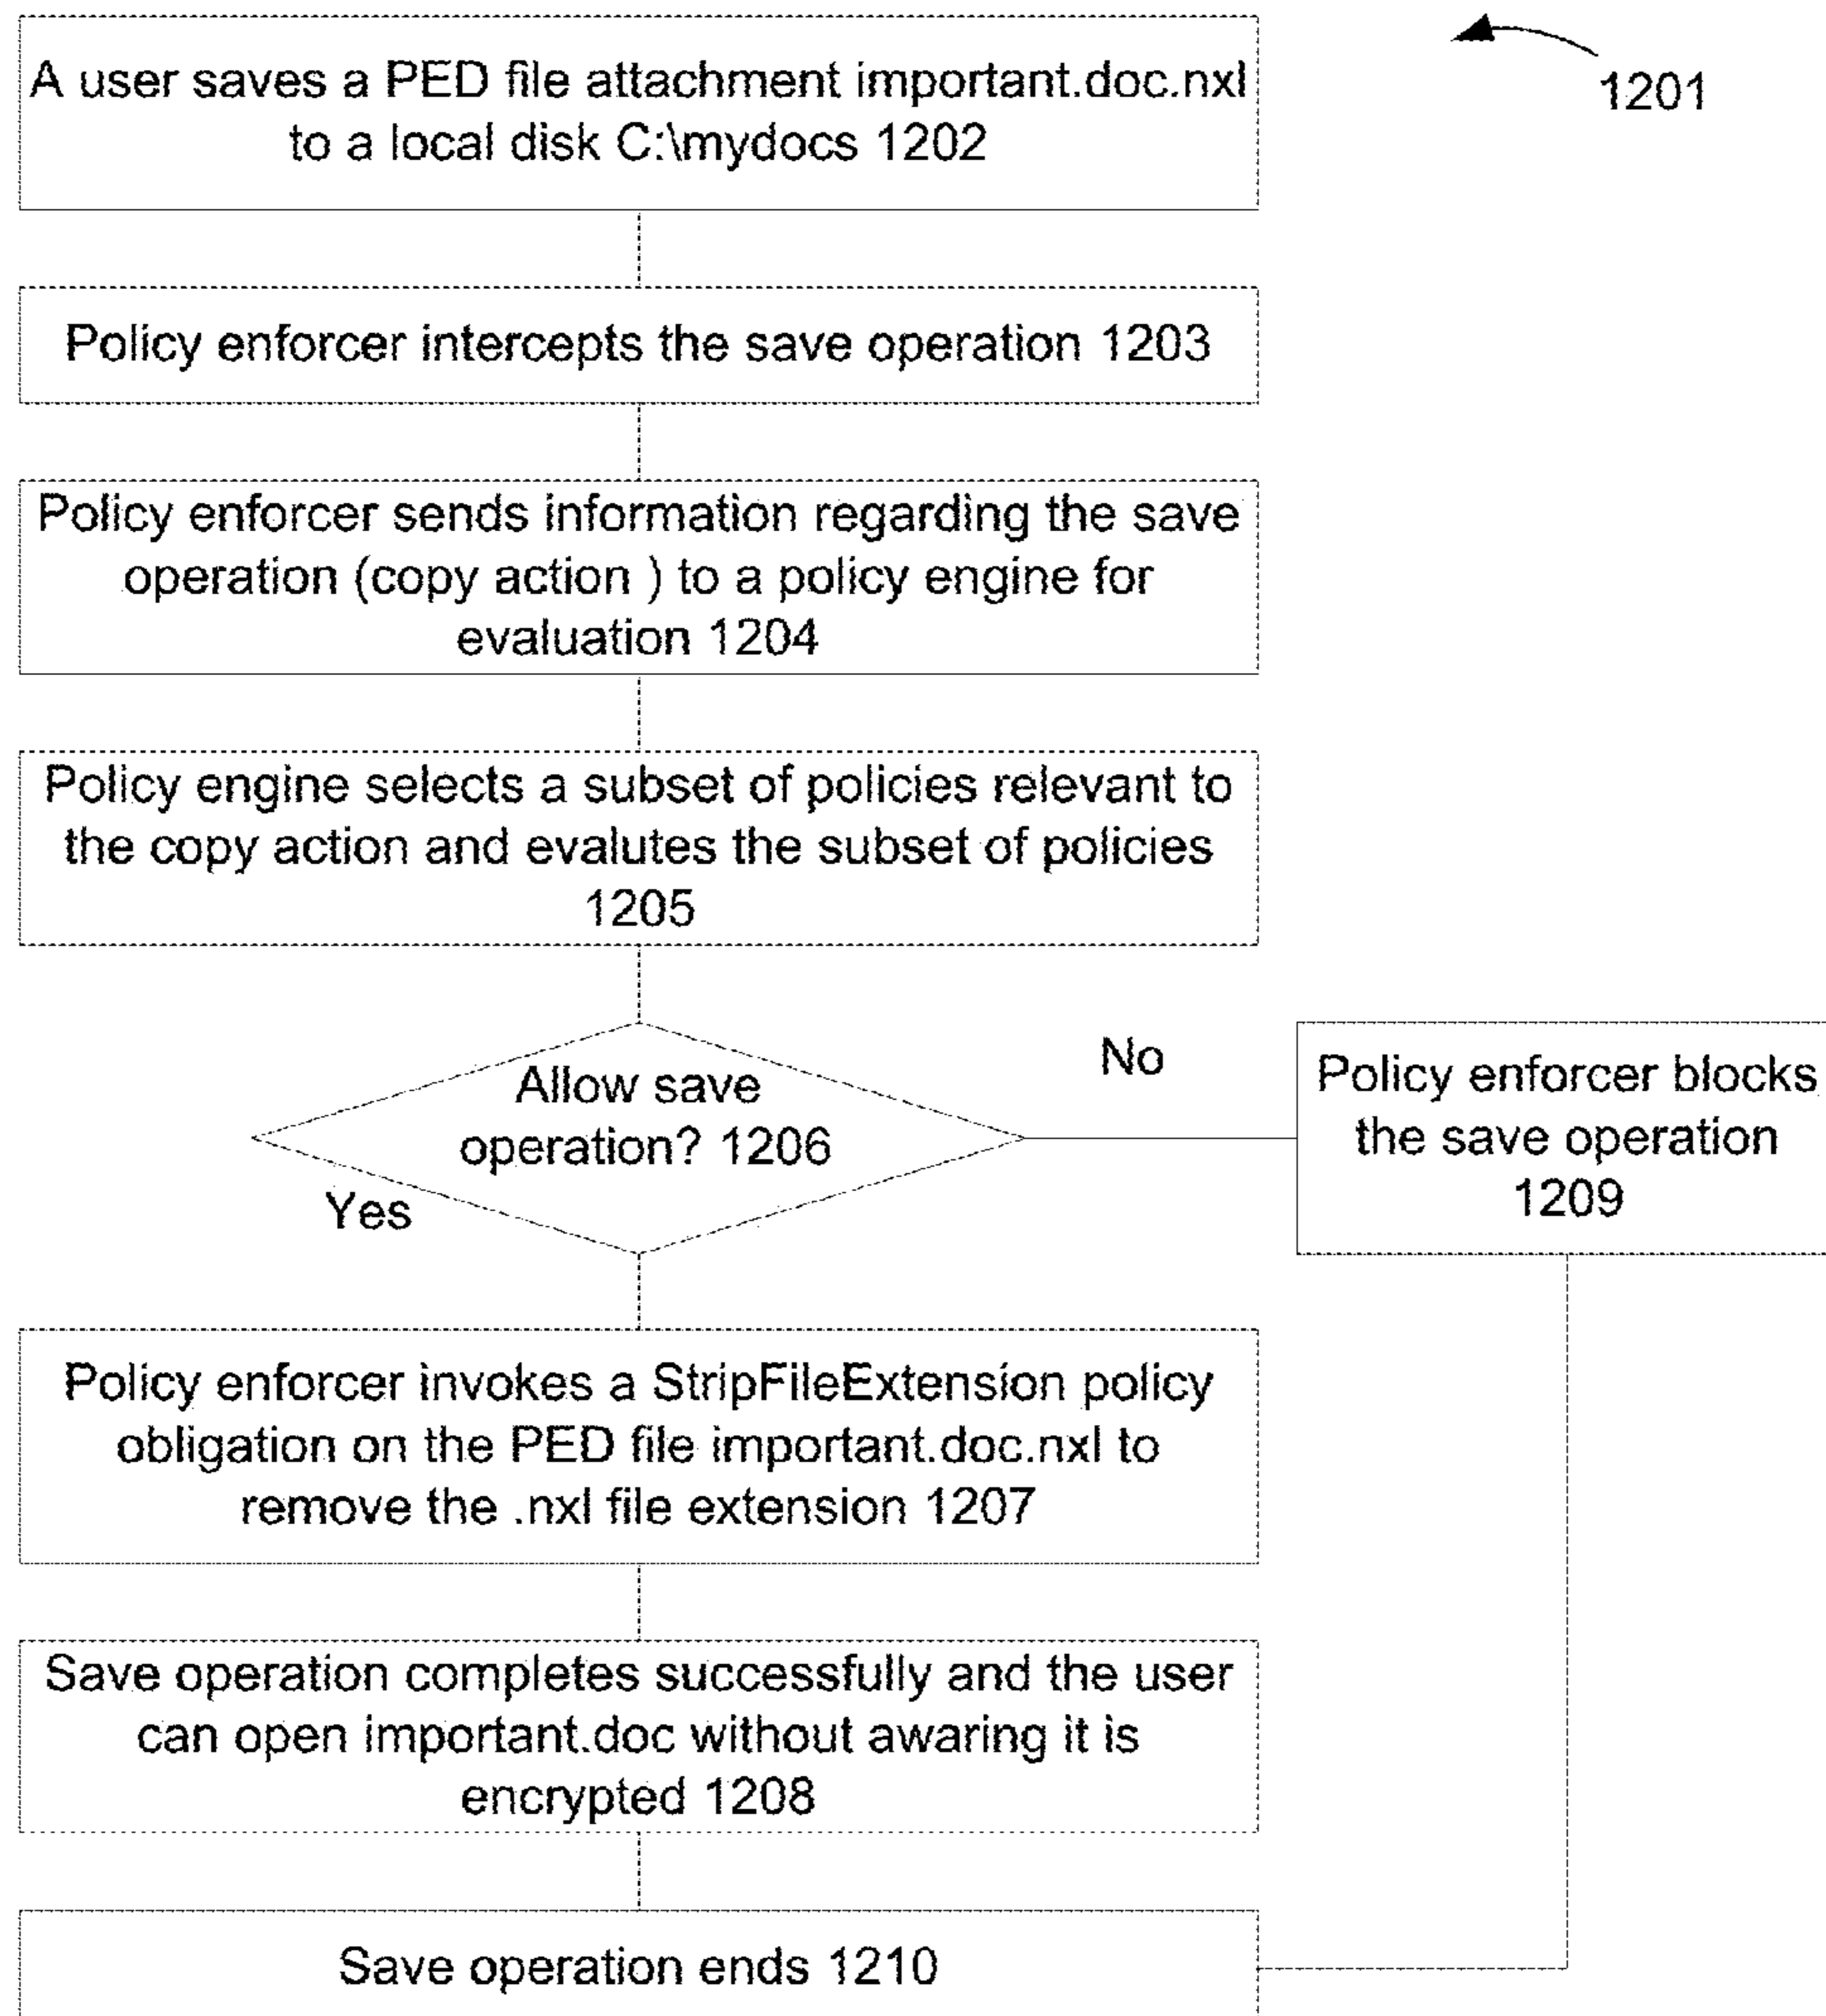 A user saves a PED file attachment important.doc.nxl
to a local disk C:\mydocs 1202
1201
Policy enforcer intercepts the save operation 1203
Policy enforcer sends information regarding the save
operation (copy action ) to a policy engine for
evaluation 1204
Policy engine selects a subset of policies relevant to
the copy action and evalutes the subset of policies
1205
Allow save
operation? 1206
No
Yes
Policy enforcer blocks
the save operation
1209
Policy enforcer invokes a StripFileExtension policy
obligation on the PED file important.doc.nxl to
remove the .nxl file extension 1207
Save operation completes successfully and the user
can open important.doc without awaring it is
encrypted 1208
Save operation ends 1210